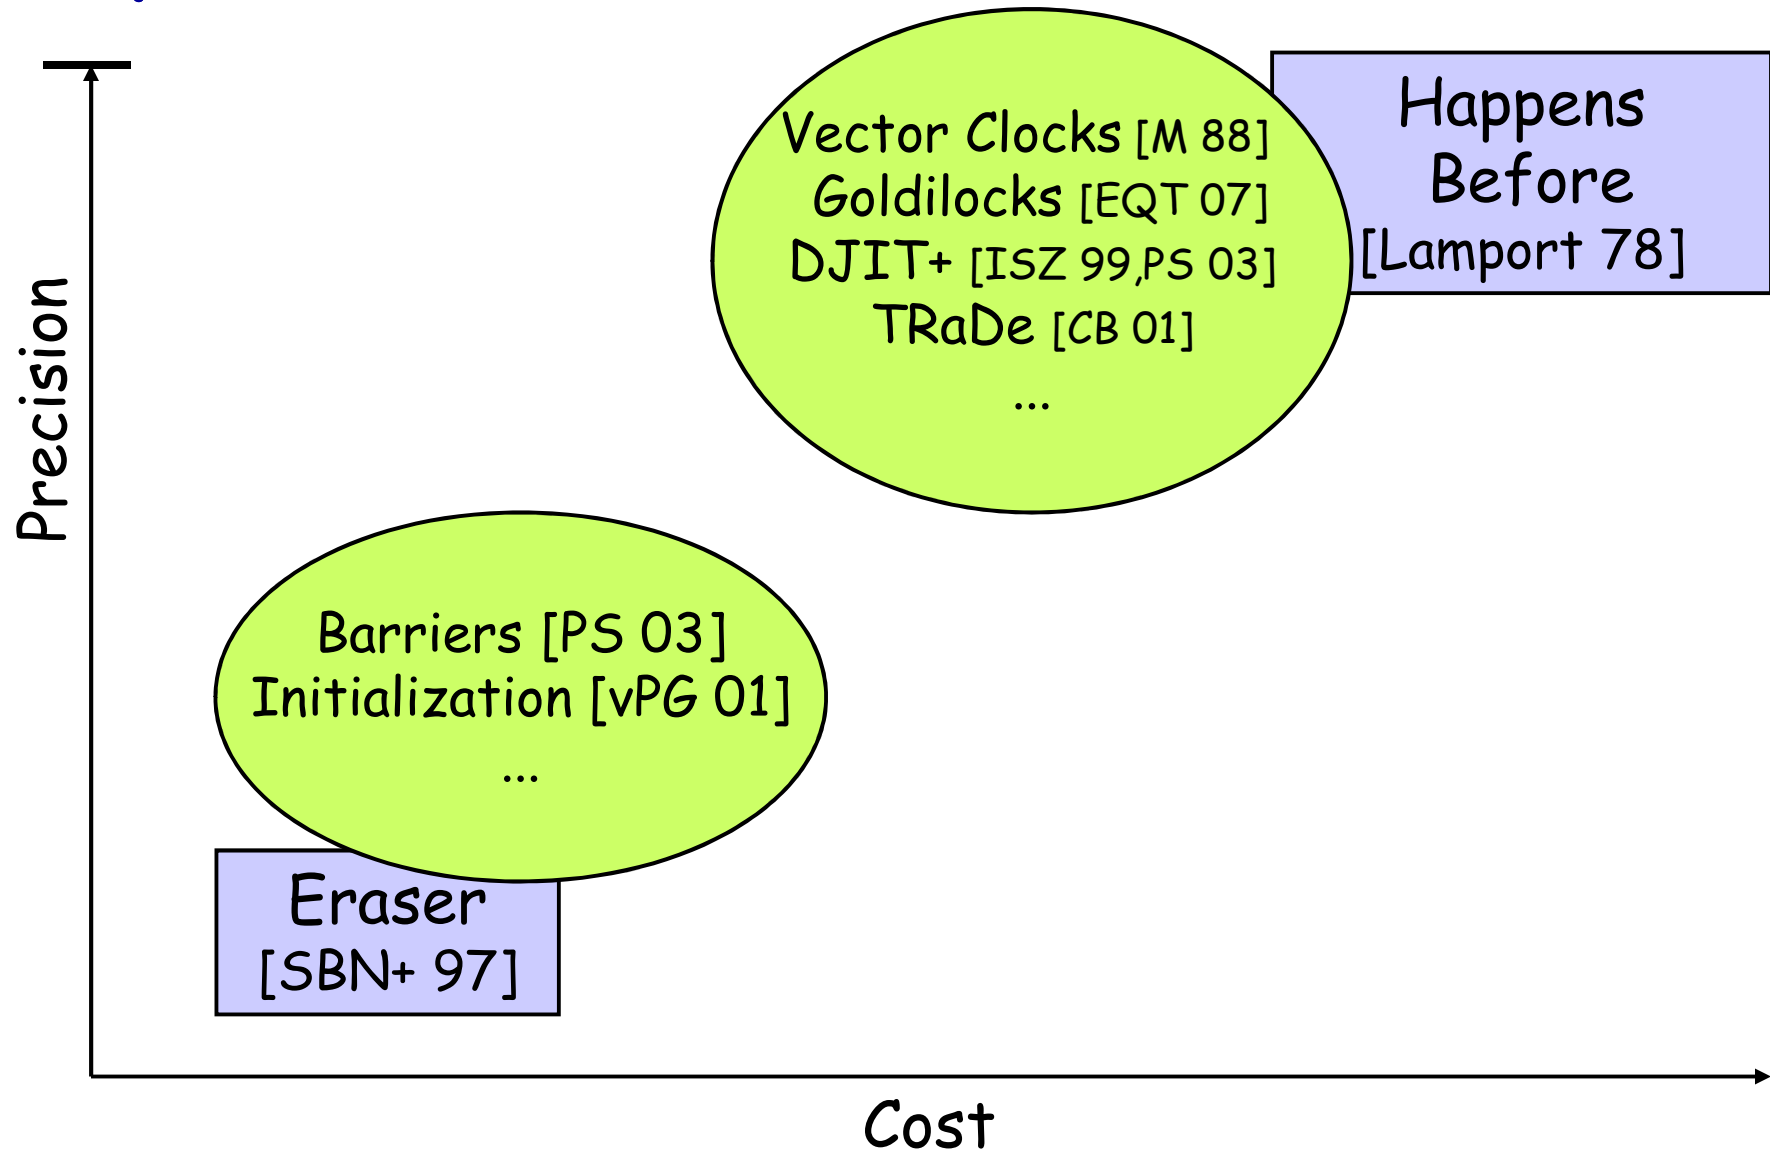 Precision
Vector Clocks [M 88]
Goldilocks [EQT 07]
DJIT+ [ISZ 99,PS 03]
TRaDe [CB 01]
...
Happens
Before
[Lamport 78]
Barriers [PS 03]
Initialization [vPG 01]
...
Eraser
[SBN+ 97]
Cost